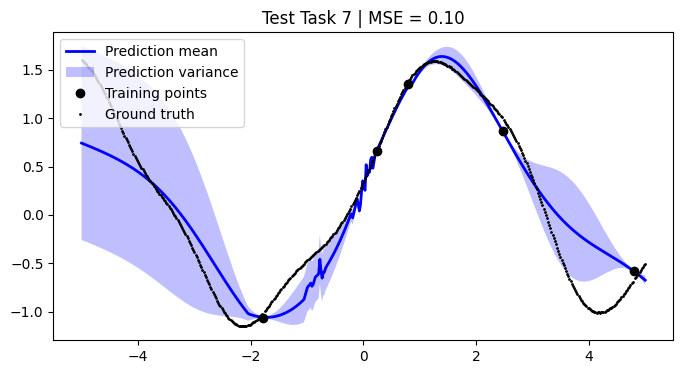 Test Task 7 | MSE = 0.10
Prediction mean
Prediction variance
Training points
Ground truth
1.5
1.0
0.5
0.0
−0.5
−1.0
−4
−2
0
2
4